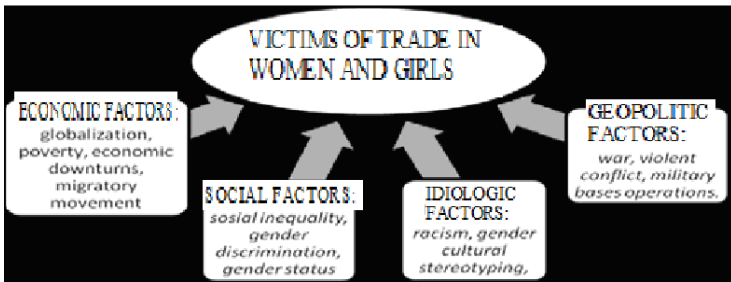 VICTIMS OF TRADE IN
WOMEN AND GIRLS
ECONOMIC FACTORS:
globalization,
poverty, economic
downturns,
migratory
movement
SOCIAL FACTORS:
sosial inequality,
gender
discrimination,
gender status
IDIOLOGIC
FACTORS:
racism, gender
cultural
stereotyping,
GEOPOLITIC
FACTORS:
war, violent
conflict, military
bases operations.